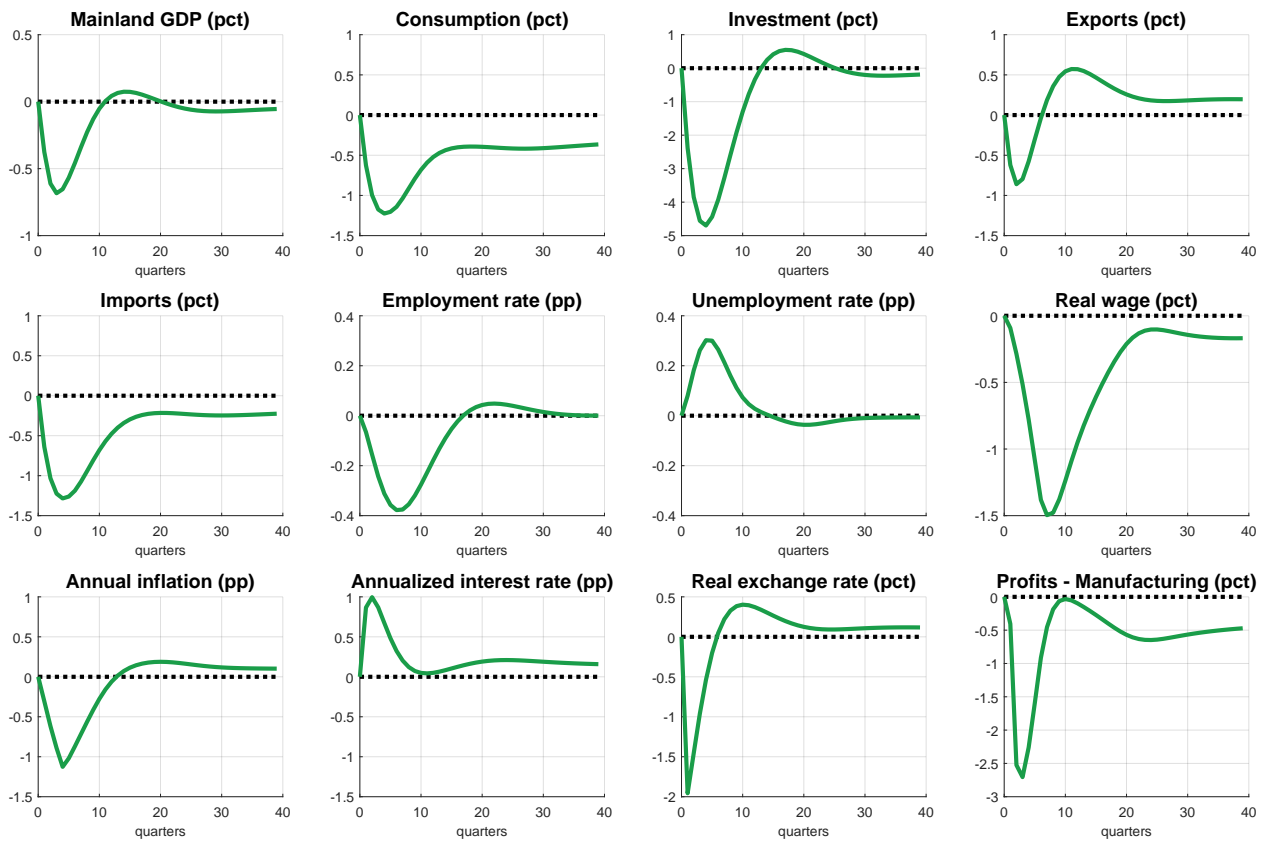 Mainland GDP (pct)
0.5
0
-0.5
-1
0 10 20 30 40
quarters
Consumption (pct)
1
0.5
0
-0.5
-1
-1.5
0 10 20 30 40
quarters
Investment (pct)
1
0
-1
-2
-3
-4
-5
0 10 20 30 40
quarters
Exports (pct)
1
0.5
0
-0.5
-1
-1.5
0 10 20 30 40
quarters
Imports (pct)
1
0.5
0
-0.5
-1
-1.5
0 10 20 30 40
quarters
Employment rate (pp)
0.4
0.2
0
-0.2
-0.4
0 10 20 30 40
quarters
Unemployment rate (pp)
0.4
0.2
0
-0.2
-0.4
0 10 20 30 40
quarters
Real wage (pct)
0
-0.5
-1
-1.5
0 10 20 30 40
quarters
Annual inflation (pp)
1
0.5
0
-0.5
-1
-1.5
0 10 20 30 40
quarters
Annualized interest rate (pp)
1
0.5
0
-0.5
-1
-1.5
0 10 20 30 40
quarters
Real exchange rate (pct)
0.5
0
-0.5
-1
-1.5
-2
0 10 20 30 40
quarters
Profits - Manufacturing (pct)
0
-0.5
-1
-1.5
-2
-2.5
-3
0 10 20 30 40
quarters